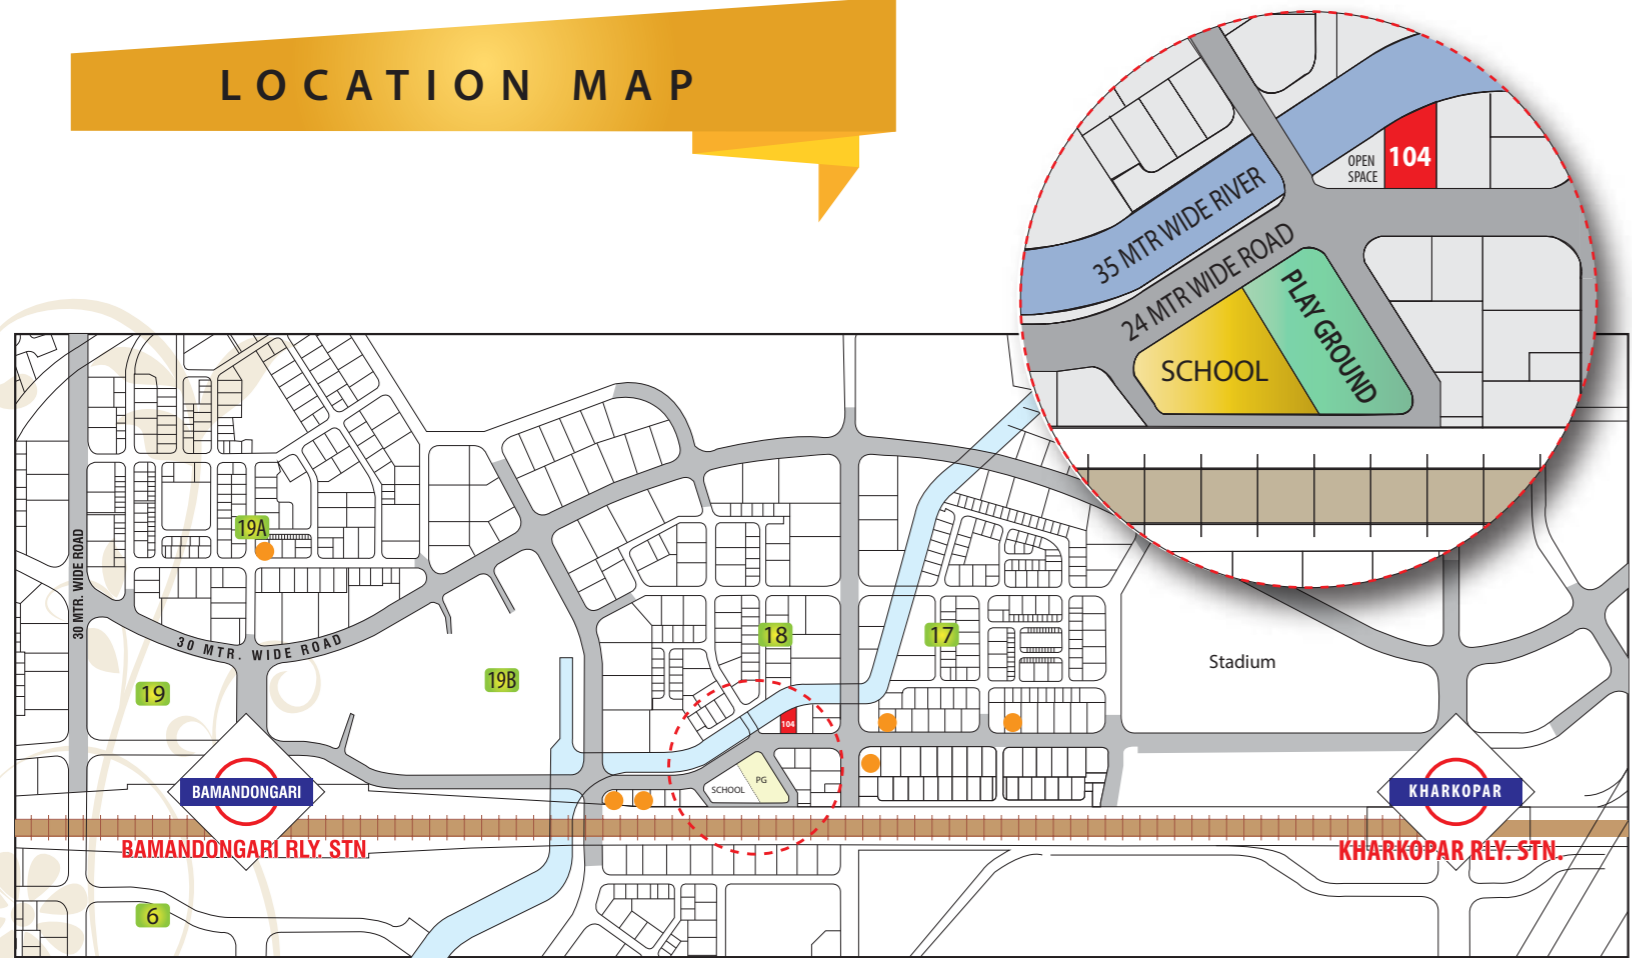 LOCATION MAP
OPEN
SPACE
104
35 MTR WIDE RIVER
24 MTR WIDE ROAD
PLAY GROUND
SCHOOL
19A
30 MTR. WIDE ROAD
30 MTR. WIDE ROAD
18
17
Stadium
19B
19
104
SCHOOL
PG
BAMANDONGARI
KHARKOPAR
BAMANDONGARI RLY. STN.
KHARKOPAR RLY. STN.
6